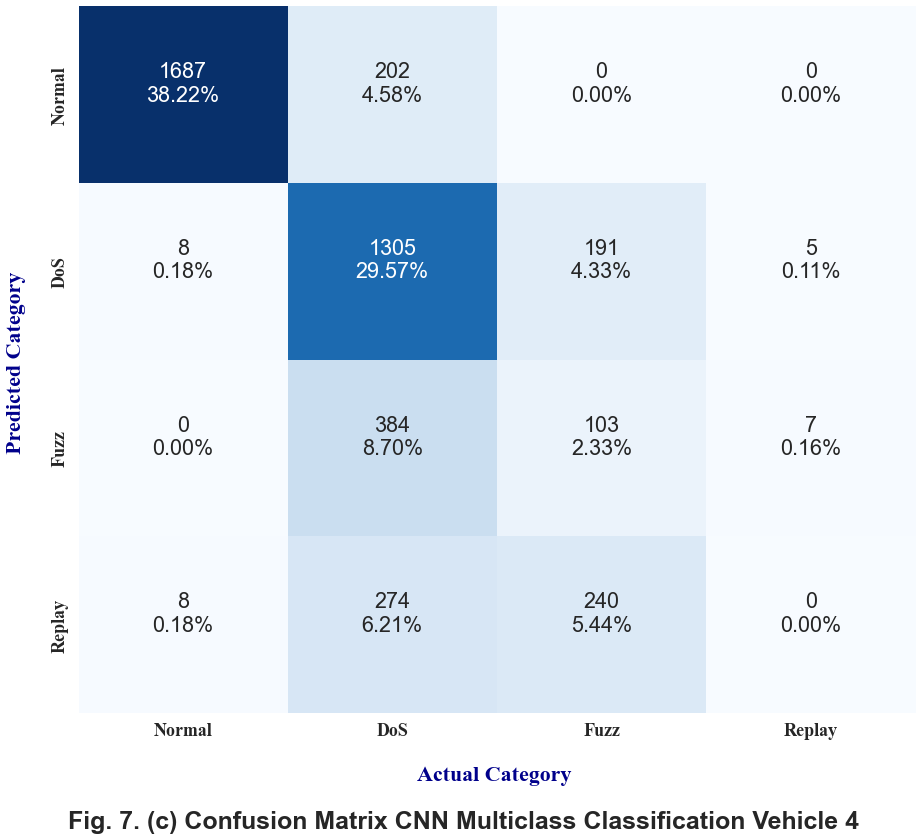 Predicted Category
Normal
1687
38.22%
202
4.58%
0
0.00%
0
0.00%
DoS
8
0.18%
1305
29.57%
191
4.33%
5
0.11%
Fuzz
0
0.00%
384
8.70%
103
2.33%
7
0.16%
Replay
8
0.18%
274
6.21%
240
5.44%
0
0.00%
Normal
DoS
Fuzz
Replay
Actual Category
Fig. 7. (c) Confusion Matrix CNN Multiclass Classification Vehicle 4